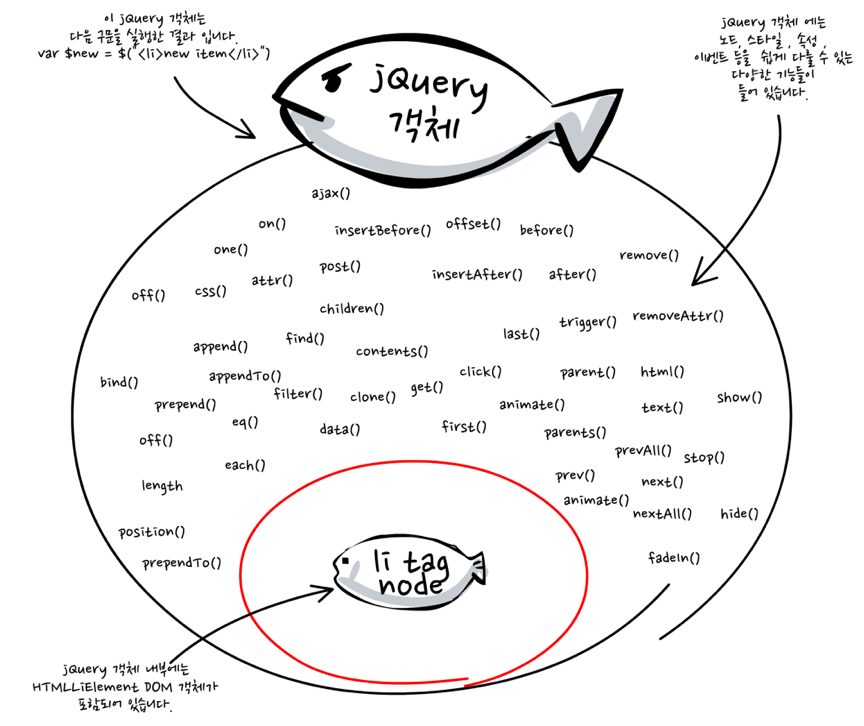 이 jQuery 객체는
다음 구문을 실행한 결과 입니다.
var $new = $("<li>new item</li>")
jQuery 객체 에는
노드, 스타일, 속성,
이벤트 등을 쉽게 다룰 수 있는
다양한 기능들이
들어 있습니다.
jQuery
객체
ajax()
on()
insertBefore()
offset()
before()
one()
remove()
post()
attr()
insertAfter()
after()
off()
css()
children()
removeAttr()
trigger()
last()
find()
append()
contents()
bind()
appendTo()
click()
parent()
html()
get()
filter()
clone()
show()
prepend()
animate()
text()
eq()
data()
first()
parents()
off()
prevAll()
stop()
each()
prev()
length
next()
animate()
nextAll()
hide()
position()
prependTo()
fadeIn()
li tag
node
jQuery 객체 내부에는
HTMLLiElement DOM 객체가
포함되어 있습니다.